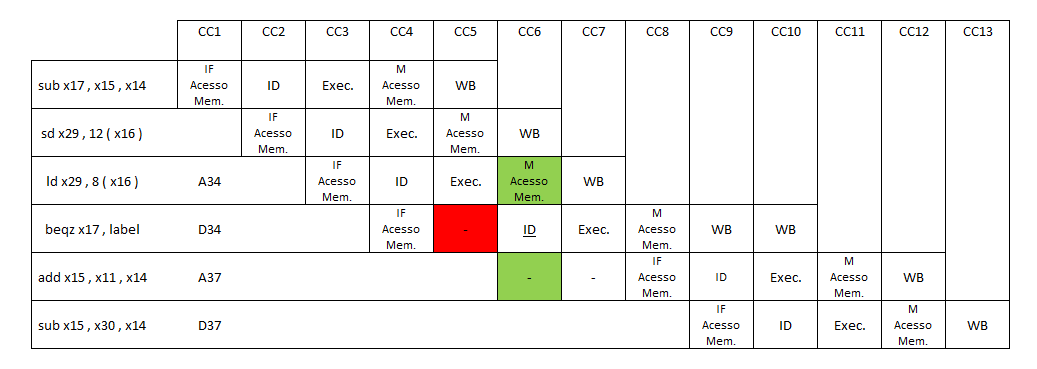 CC1 CC2 CC3 CC4 CC5 CC6 CC7 CC8 CC9 CC10 CC11 CC12 CC13
sub x17 , x15 , x14 IF Acesso Mem. ID Exec. M Acesso Mem. WB
sd x29 , 12 ( x16 ) IF Acesso Mem. ID Exec. M Acesso Mem. WB
ld x29 , 8 ( x16 ) A34 IF Acesso Mem. ID Exec. M Acesso Mem. WB
beqz x17 , label D34 IF Acesso Mem. - ID Exec. M Acesso Mem. WB WB
add x15 , x11 , x14 A37 - - IF Acesso Mem. ID Exec. M Acesso Mem. WB
sub x15 , x30 , x14 D37 IF Acesso Mem. ID Exec. M Acesso Mem. WB